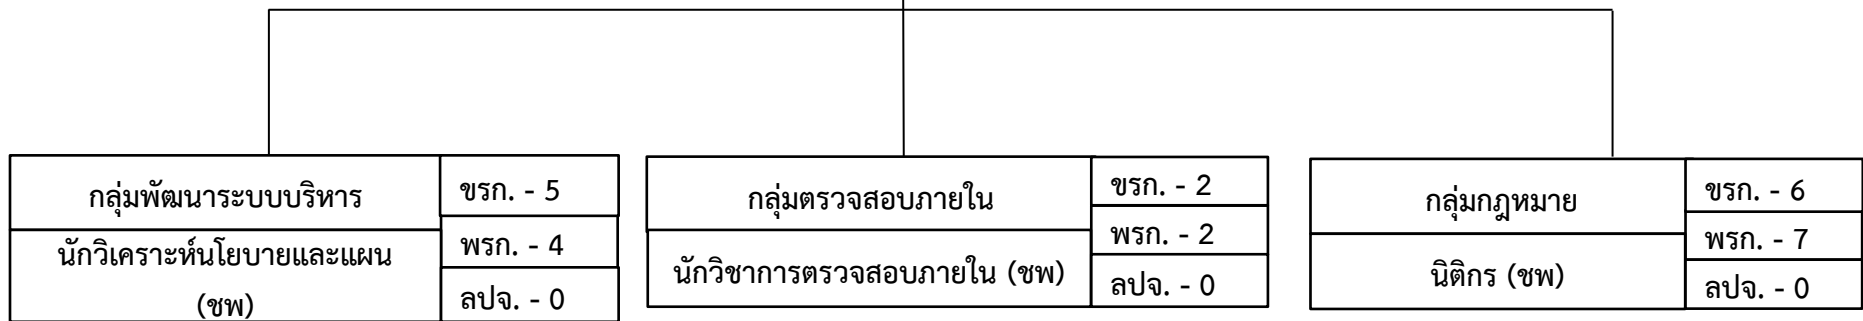 กลุ่มพัฒนาระบบบริหาร
นักวิเคราะห์นโยบายและแผน
(ชพ)
ขรก. - 5
พรก. - 4
ลปจ. - 0
กลุ่มตรวจสอบภายใน
นักวิชาการตรวจสอบภายใน (ชพ)
ขรก. - 2
พรก. - 2
ลปจ. - 0
กลุ่มกฎหมาย
นิติกร (ชพ)
ขรก. - 6
พรก. - 7
ลปจ. - 0